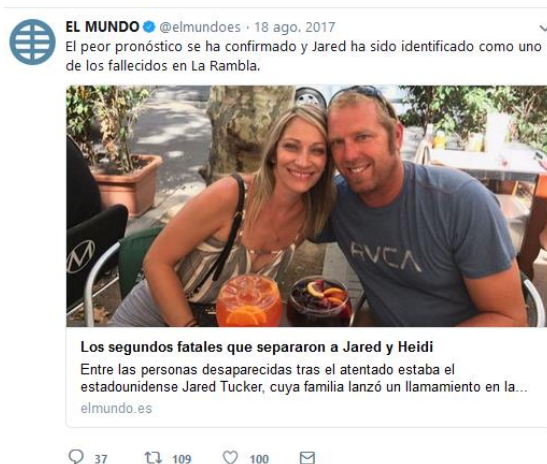 EL MUNDO @elmundoes · 18 ago. 2017
El peor pronóstico se ha confirmado y Jared ha sido identificado como uno
de los fallecidos en La Rambla.
RVCA
Los segundos fatales que separaron a Jared y Heidi
Entre las personas desaparecidas tras el atentado estaba el
estadounidense Jared Tucker, cuya familia lanzó un llamamiento en la...
elmundo.es
37 109 100